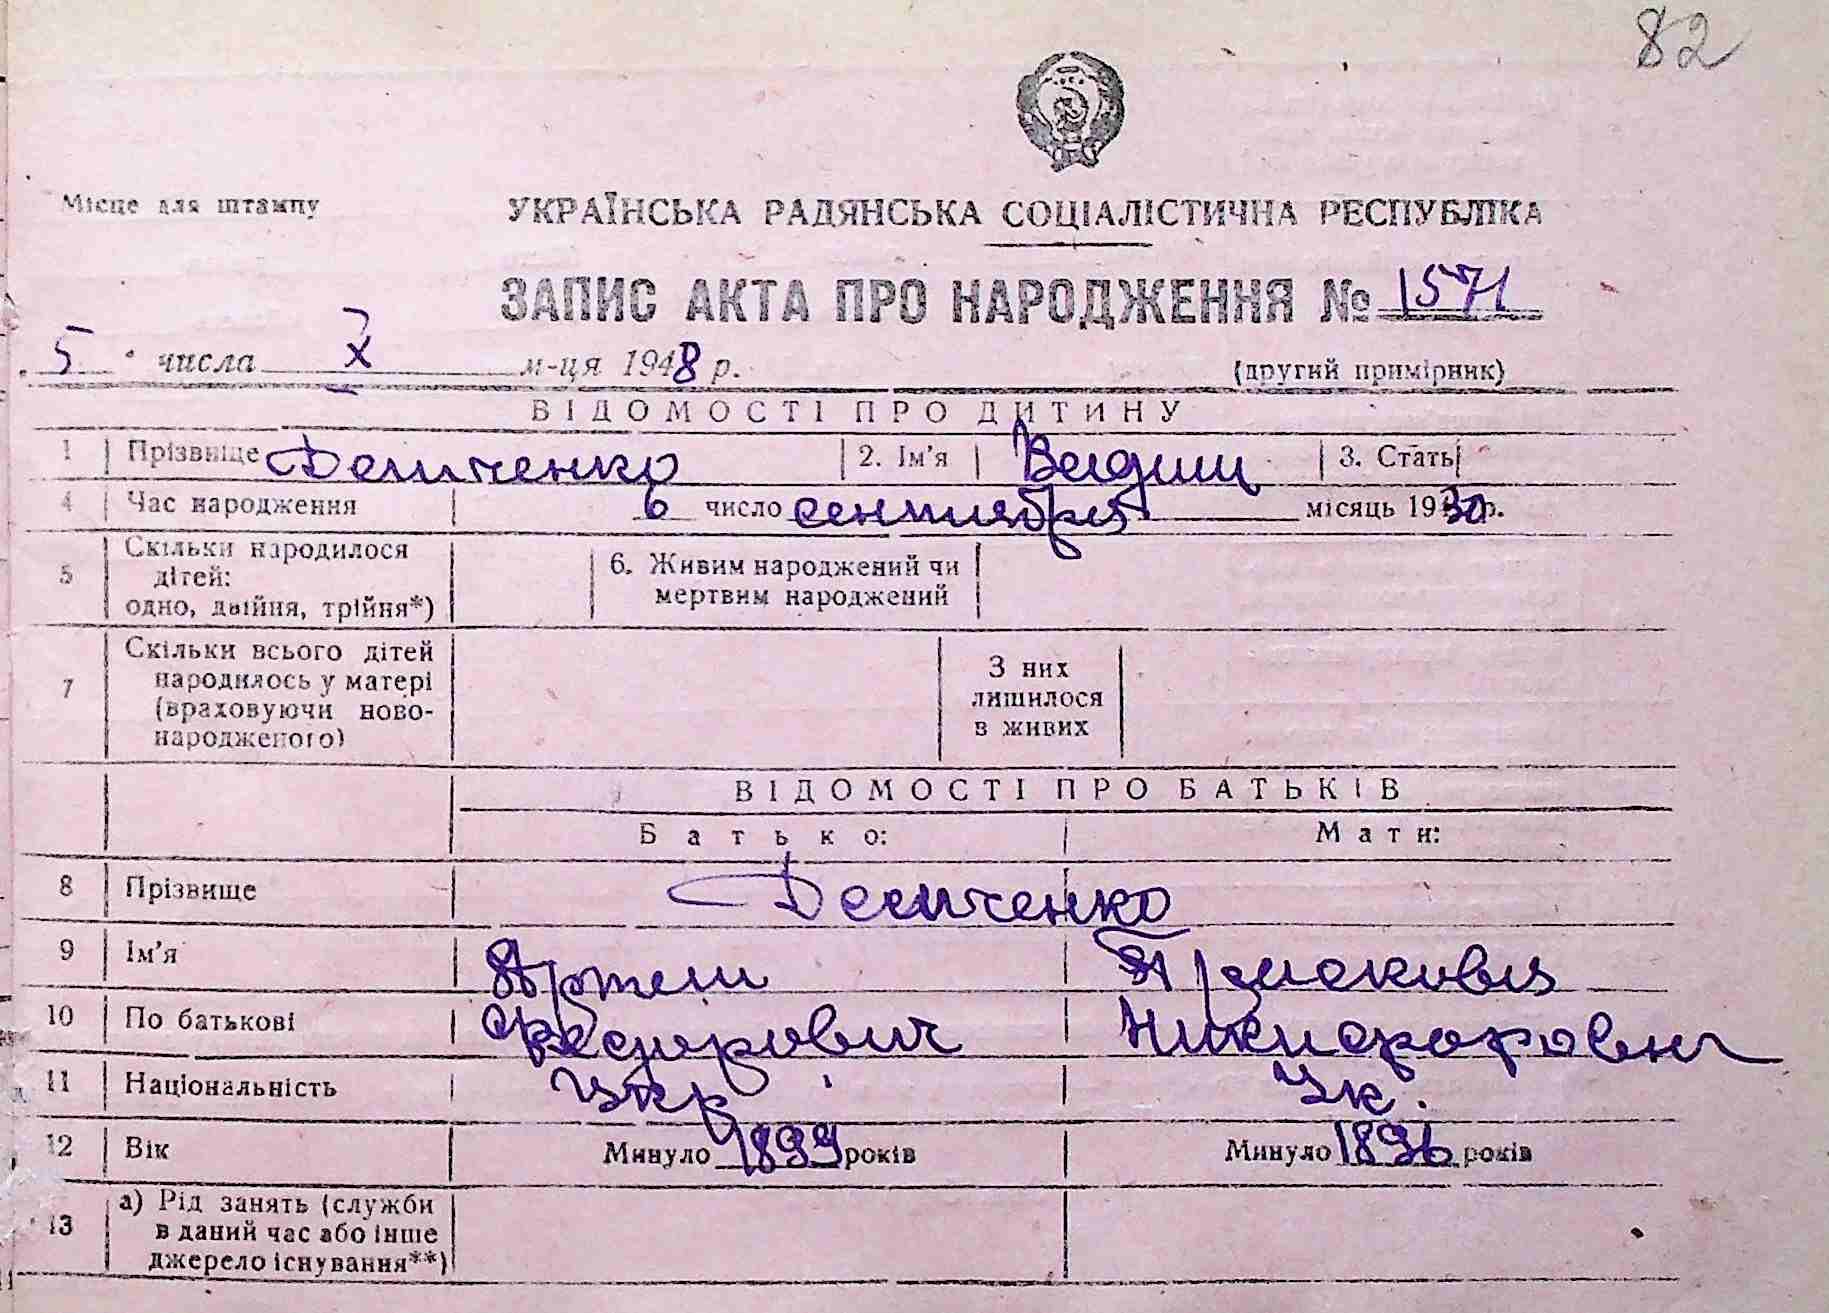 82
Місце для штампу
УКРАЇНСЬКА РАДЯНСЬКА СОЦІАЛІСТИЧНА РЕСПУБЛІКА
ЗАПИС АКТА ПРО НАРОДЖЕННЯ № 1571
5 числа X м-ця 1948 р.
(другий примірник)
ВІДОМОСТІ ПРО ДИТИНУ
1 Прізвище Демченко 2. Ім'я 3. Стать
4 Час народження 6 число сентября місяць 1930 р.
5 Скільки народилося дітей: одно, двійня, трійня*) 6. Живим народжений чи мертвим народжений
7 Скільки всього дітей народилось у матері (враховуючи новонародженого) З них лишилося в живих
ВІДОМОСТІ ПРО БАТЬКІВ
Батько: Мати:
8 Прізвище Демченко
9 Ім'я Артем Прасковия
10 По батькові Федорович Никифоровн
11 Національність Укр Ук.
12 Вік Минуло 1899 років Минуло 1896 років
13 а) Рід занять (служби в даний час або інше джерело існування**)